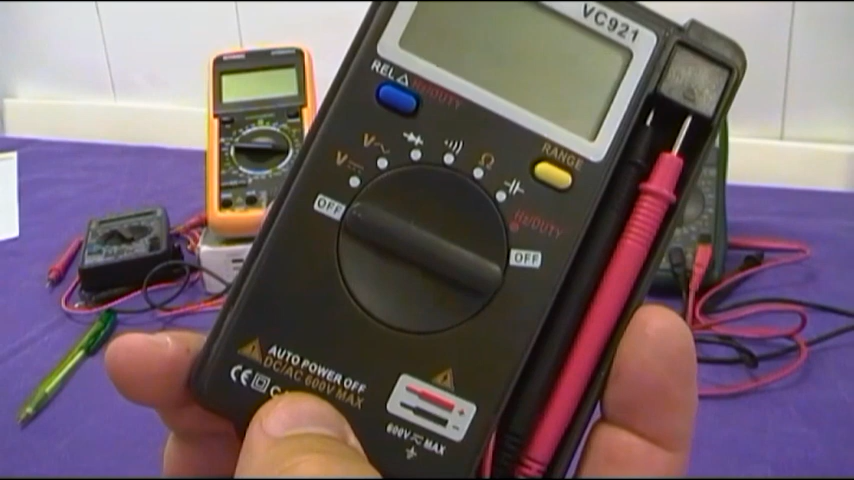 VC921
REL△ Hz/DUTY
RANGE
V~
V⎓
Ω
OFF
Hz/DUTY
OFF
AUTO POWER OFF
DC/AC 600V MAX
CE
+
600V MAX